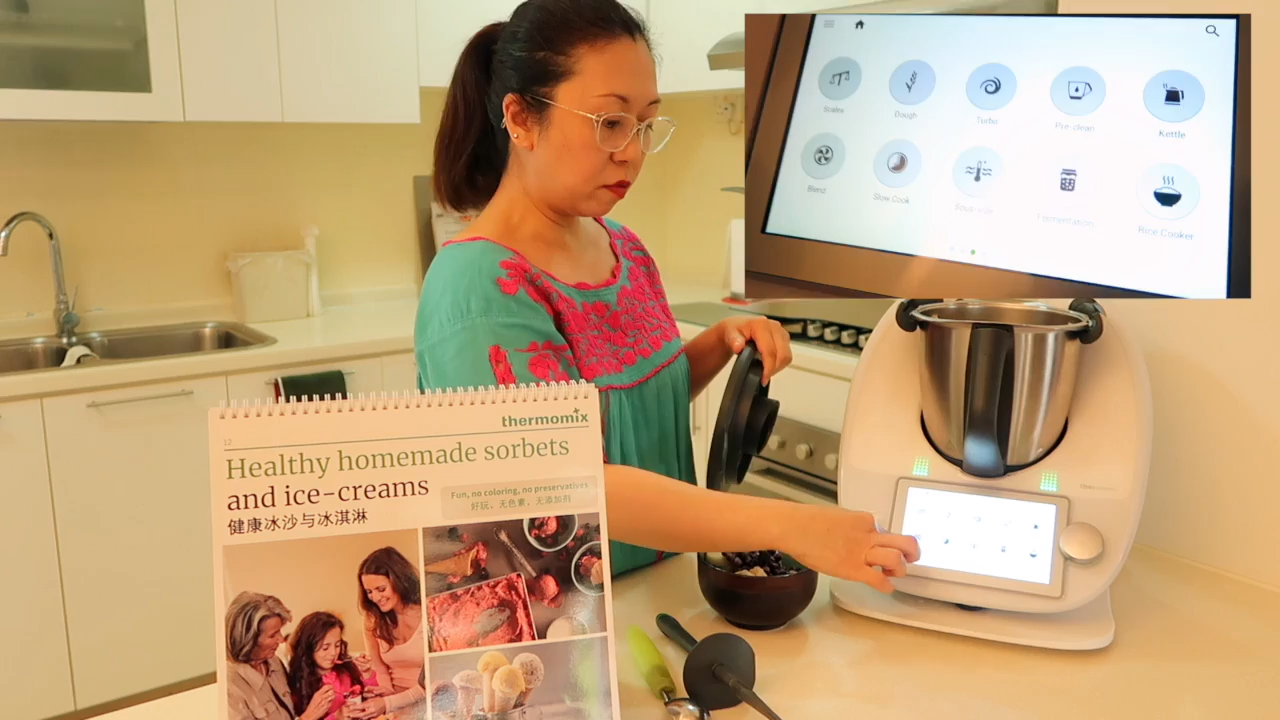 12
thermomix
Healthy homemade sorbets
and ice-creams
Fun, no coloring, no preservatives
好玩，无色素，无添加剂
健康冰沙与冰淇淋
Scales
Dough
Turbo
Pre-clean
Kettle
Blend
Slow Cook
Fermentation
Rice Cooker